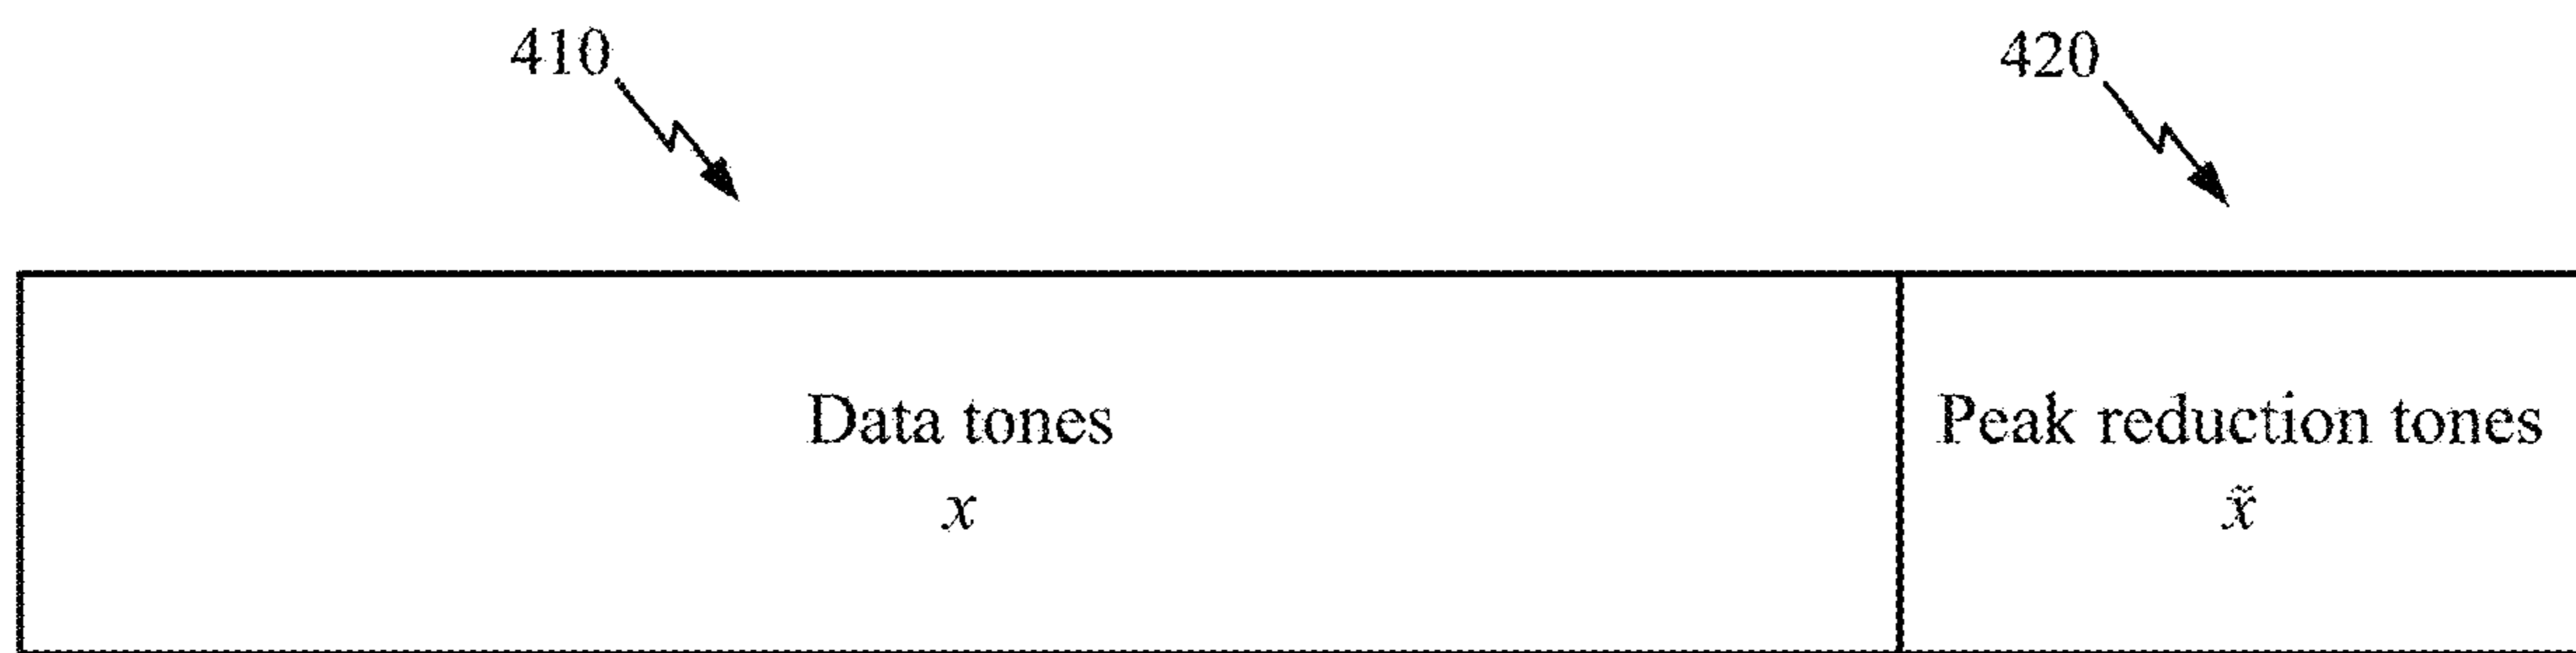 410
420
Data tones
x
Peak reduction tones
x̃